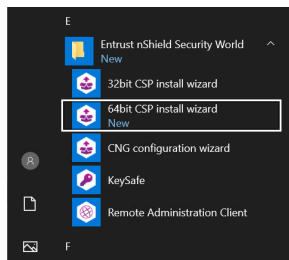 E
Entrust nShield Security World
New
32bit CSP install wizard
64bit CSP install wizard
New
CNG configuration wizard
KeySafe
Remote Administration Client
F